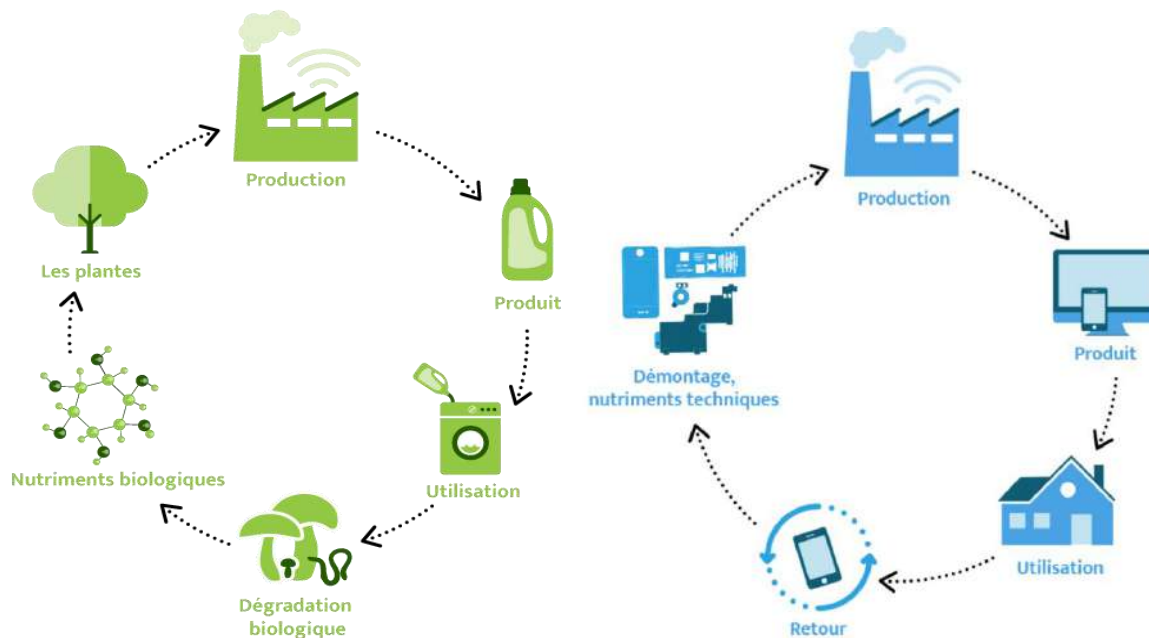 Production
Produit
Utilisation
Dégradation
biologique
Nutriments biologiques
Les plantes
Production
Produit
Utilisation
Retour
Démontage,
nutriments techniques